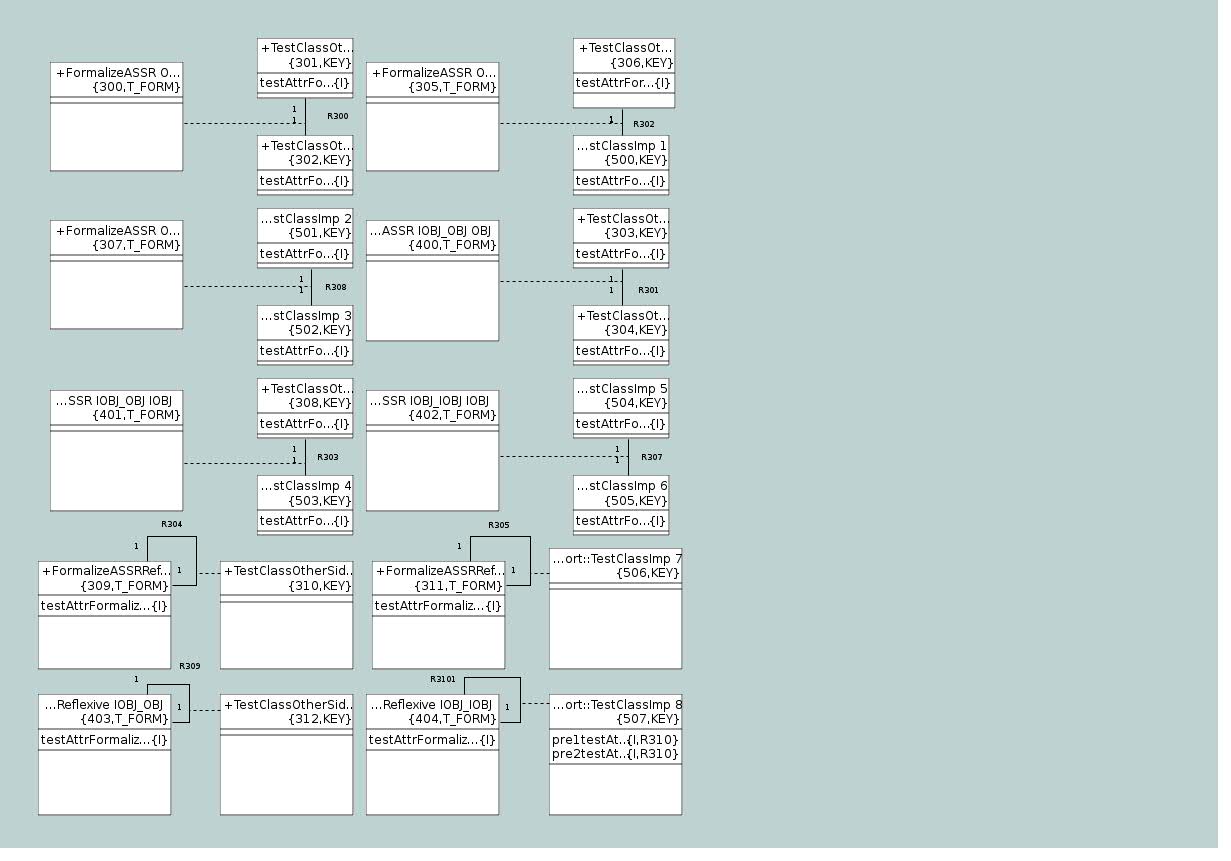 +FormalizeASSR O...
{300,T_FORM}
+TestClassOt...
{301,KEY}
testAttrFo...{I}
1
1
R300
+TestClassOt...
{302,KEY}
testAttrFo...{I}
+FormalizeASSR O...
{305,T_FORM}
+TestClassOt...
{306,KEY}
testAttrFor...{I}
1
R302
...stClassImp 1
{500,KEY}
testAttrFo...{I}
+FormalizeASSR O...
{307,T_FORM}
...stClassImp 2
{501,KEY}
testAttrFo...{I}
1
1
R308
...stClassImp 3
{502,KEY}
testAttrFo...{I}
...ASSR IOBJ_OBJ OBJ
{400,T_FORM}
+TestClassOt...
{303,KEY}
testAttrFo...{I}
1
1
R301
+TestClassOt...
{304,KEY}
testAttrFo...{I}
...SSR IOBJ_OBJ IOBJ
{401,T_FORM}
+TestClassOt...
{308,KEY}
testAttrFo...{I}
1
1
R303
...stClassImp 4
{503,KEY}
testAttrFo...{I}
...SSR IOBJ_IOBJ IOBJ
{402,T_FORM}
...stClassImp 5
{504,KEY}
testAttrFo...{I}
1
1
R307
...stClassImp 6
{505,KEY}
testAttrFo...{I}
R304
1
+FormalizeASSRRef...
{309,T_FORM}
testAttrFormaliz...{I}
1
+TestClassOtherSid..
{310,KEY}
R305
1
+FormalizeASSRRef...
{311,T_FORM}
testAttrFormaliz...{I}
1
...ort::TestClassImp 7
{506,KEY}
R309
1
...Reflexive IOBJ_OBJ
{403,T_FORM}
testAttrFormaliz...{I}
1
+TestClassOtherSid..
{312,KEY}
R3101
...Reflexive IOBJ_IOBJ
{404,T_FORM}
testAttrFormaliz...{I}
1
...ort::TestClassImp 8
{507,KEY}
pre1testAt...{I,R310}
pre2testAt...{I,R310}